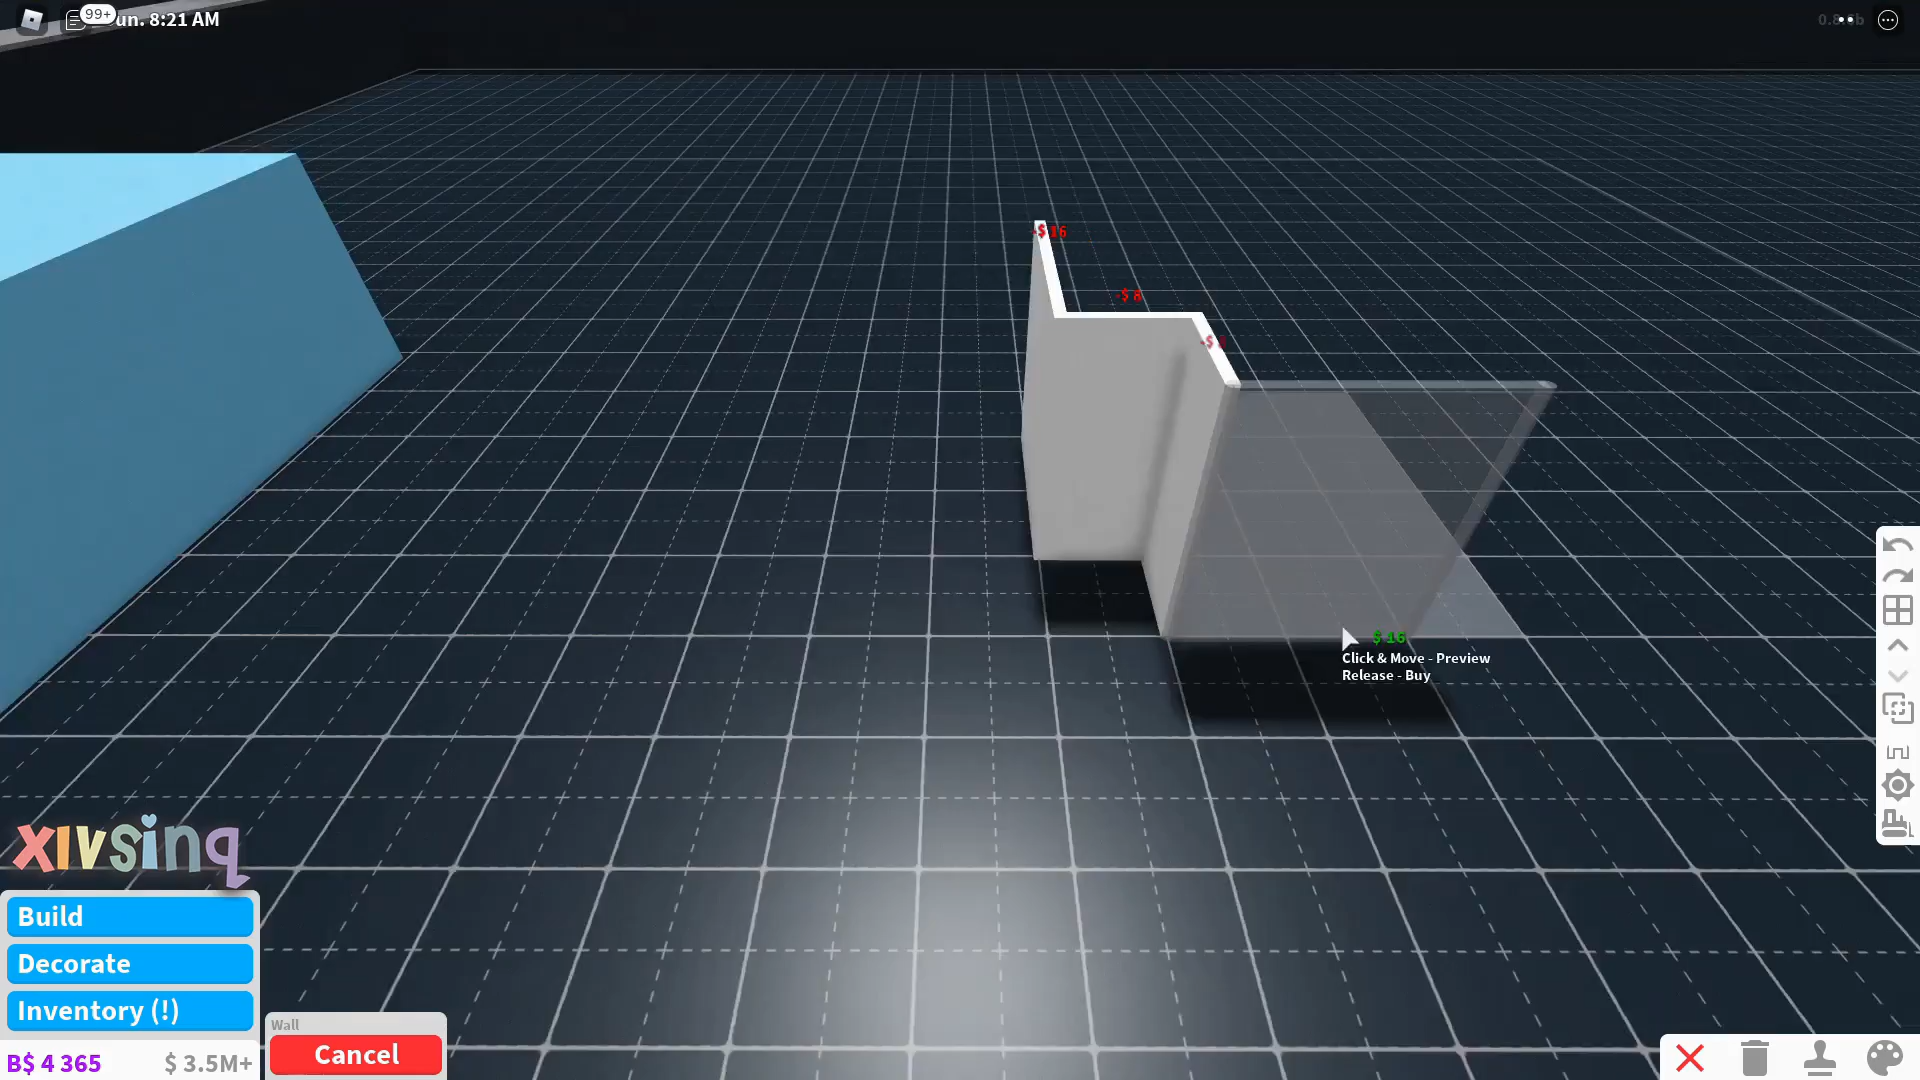 99+
un. 8:21 AM
-$ 16
-$ 8
$ 16
Click & Move - Preview
Release - Buy
xivsinq
Build
Decorate
Inventory (!)
B$ 4 365
$ 3.5M+
Wall
Cancel